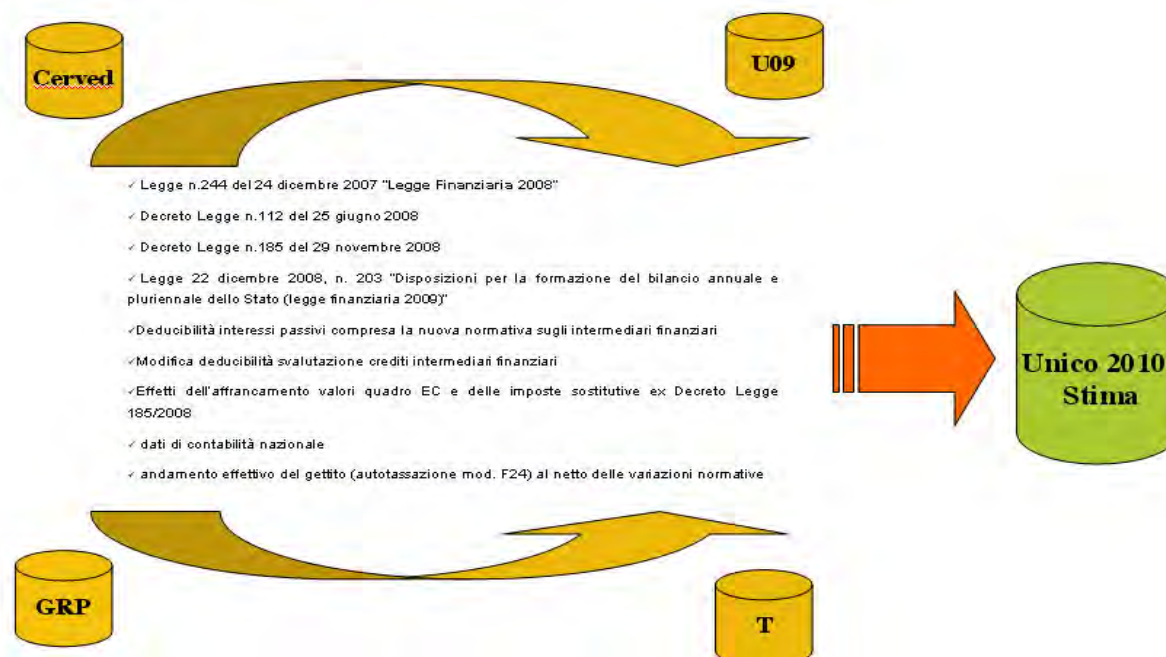 Cerved
U09
✓ Legge n.244 del 24 dicembre 2007 "Legge Finanziaria 2008"
✓ Decreto Legge n.112 del 25 giugno 2008
✓ Decreto Legge n.185 del 29 novembre 2008
✓ Legge 22 dicembre 2008, n. 203 "Disposizioni per la formazione del bilancio annuale e
pluriennale dello Stato (legge finanziaria 2009)"
✓Deducibilità interessi passivi compresa la nuova normativa sugli intermediari finanziari
✓Modifica deducibilità svalutazione crediti intermediari finanziari
✓Effetti dell'affrancamento valori quadro EC e delle imposte sostitutive ex Decreto Legge
185/2008
✓ dati di contabilità nazionale
✓ andamento effettivo del gettito (autotassazione mod. F24) al netto delle variazioni normative
Unico 2010
Stima
GRP
T